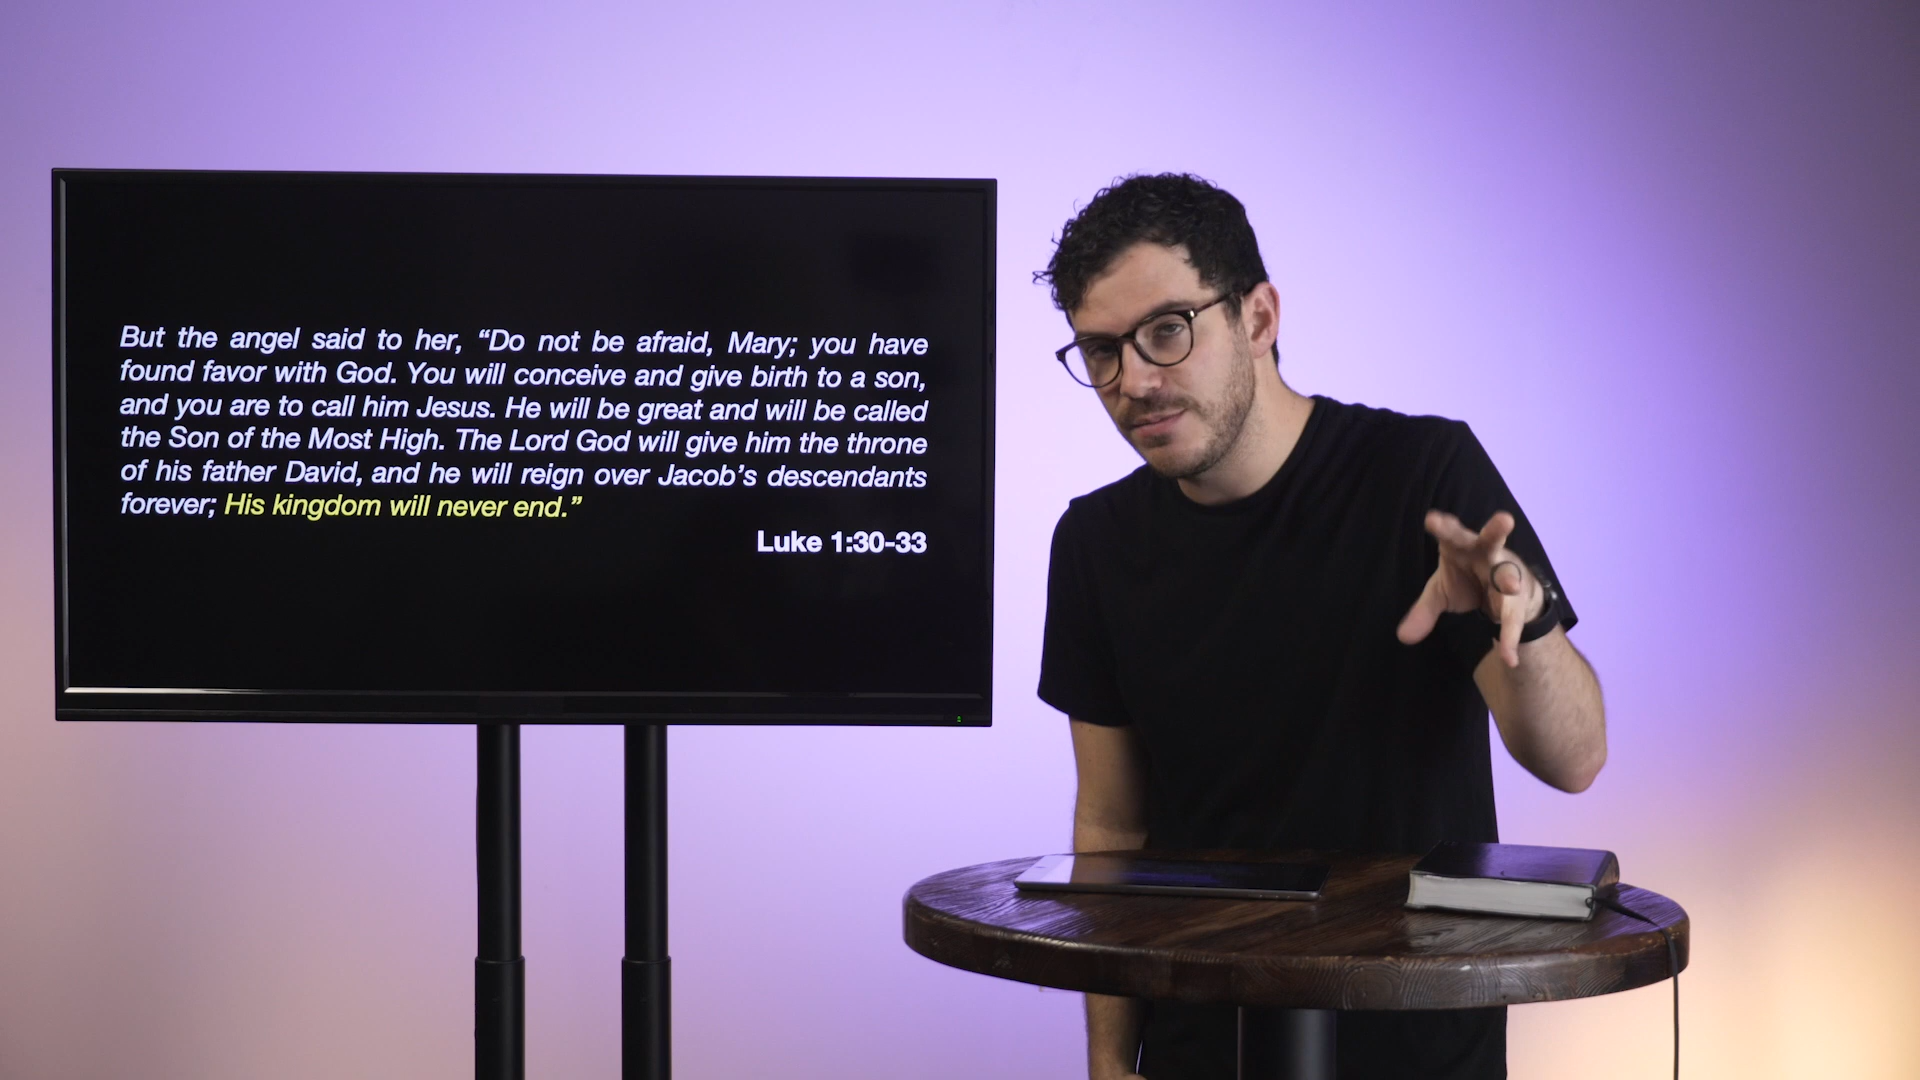 But the angel said to her, “Do not be afraid, Mary; you have
found favor with God. You will conceive and give birth to a son,
and you are to call him Jesus. He will be great and will be called
the Son of the Most High. The Lord God will give him the throne
of his father David, and he will reign over Jacob’s descendants
forever; His kingdom will never end.”
Luke 1:30-33